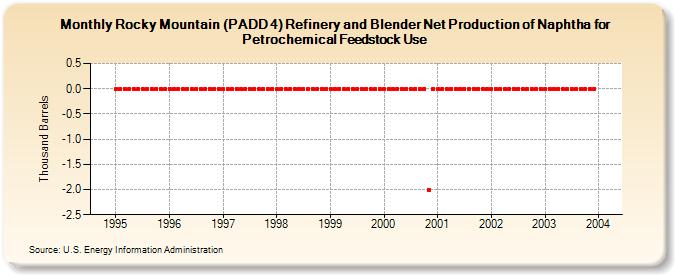 Monthly Rocky Mountain (PADD 4) Refinery and Blender Net Production of Naphtha for
Petrochemical Feedstock Use
Thousand Barrels
0.5
0.0
-0.5
-1.0
-1.5
-2.0
-2.5
1995 1996 1997 1998 1999 2000 2001 2002 2003 2004
Source: U.S. Energy Information Administration